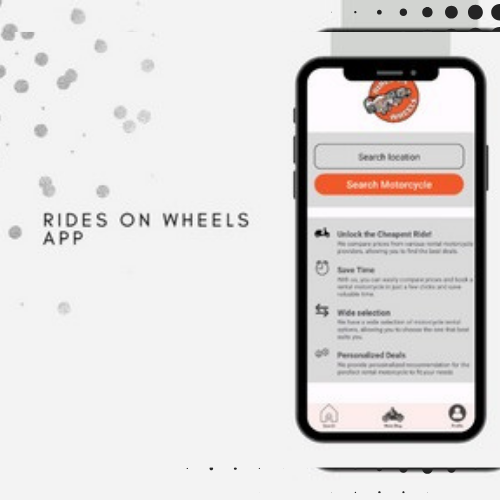 RIDES ON WHEELS
APP
WHEELS
Search location
Search Motorcycle
Unlock the Cheapest Ride!
We compare prices from various rental motorcycle
providers, allowing you to find the best deals.
Save Time
With us, you can easily compare prices and book a
rental motorcycle in just a few clicks and save
valuable time.
Wide selection
We have a wide selection of motorcycle rental
options, allowing you to choose the one that best
suits you.
Personalized Deals
We provide personalized recommendation for the
perfect rental motorcycle to fit your needs
Search
Profile